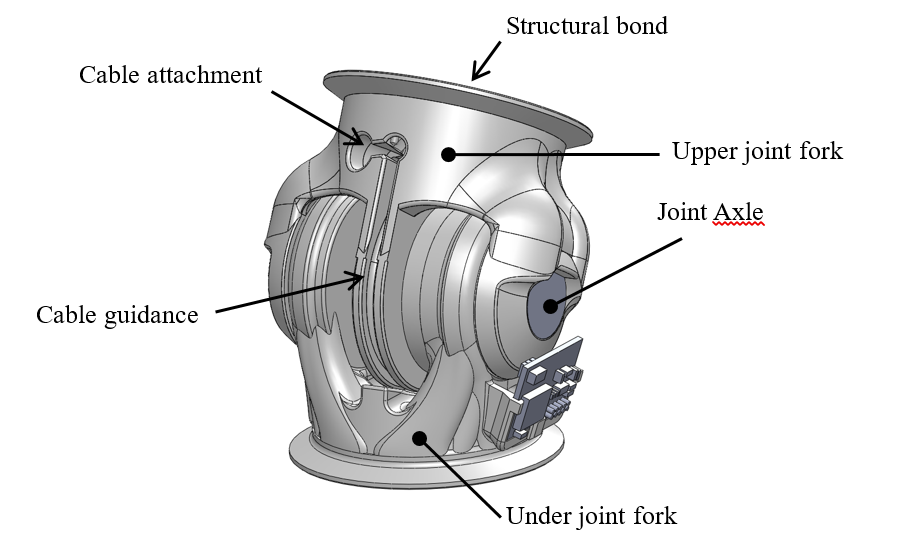 Structural bond
Cable attachment
Upper joint fork
Joint Axle
Cable guidance
Under joint fork